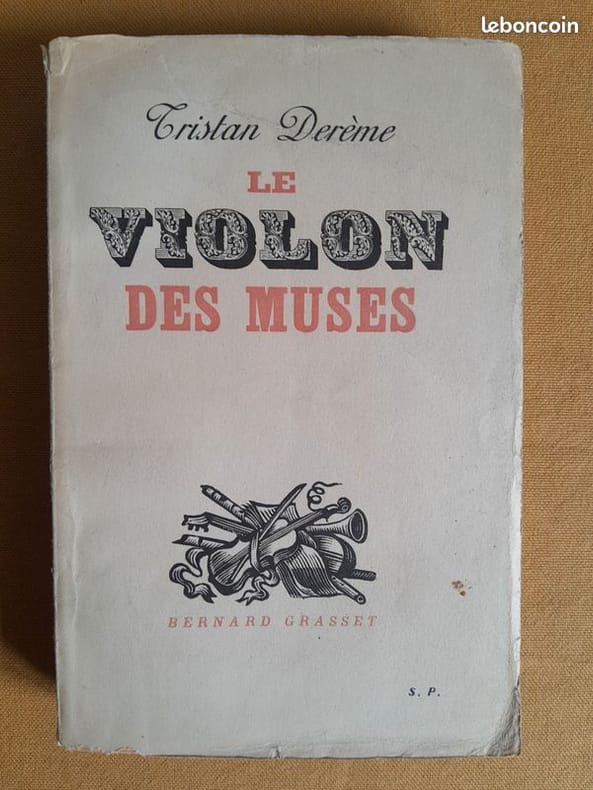 leboncoin
Tristan Derème
LE
VIOLON
DES MUSES
BERNARD GRASSET
S. P.